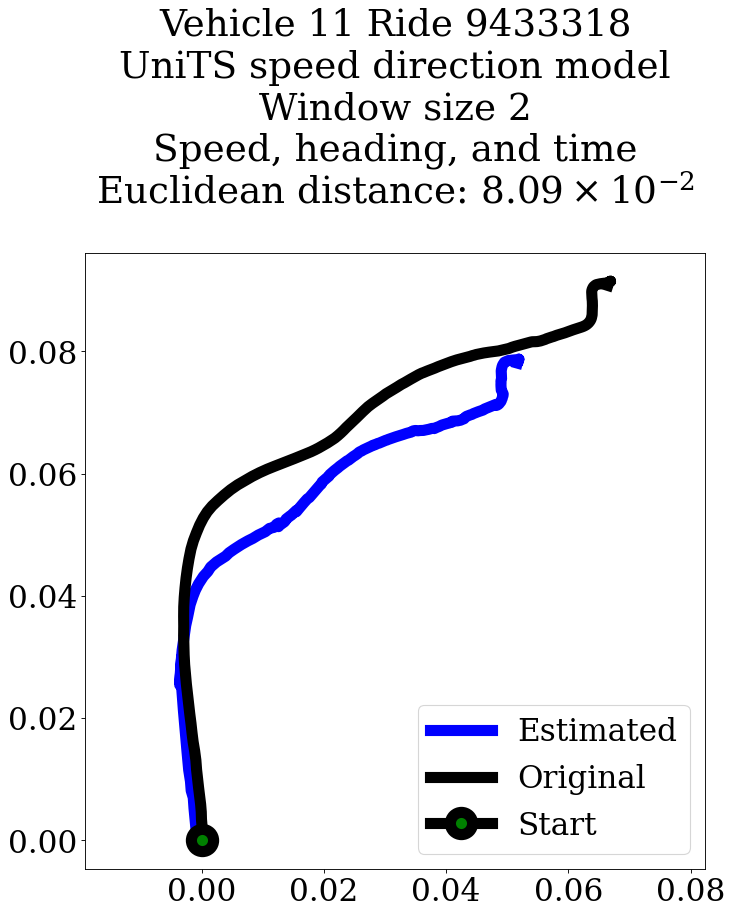 Vehicle 11 Ride 9433318
UniTS speed direction model
Window size 2
Speed, heading, and time
Euclidean distance: 8.09 × 10⁻²
0.08
0.06
0.04
0.02
0.00
Estimated
Original
Start
0.00 0.02 0.04 0.06 0.08